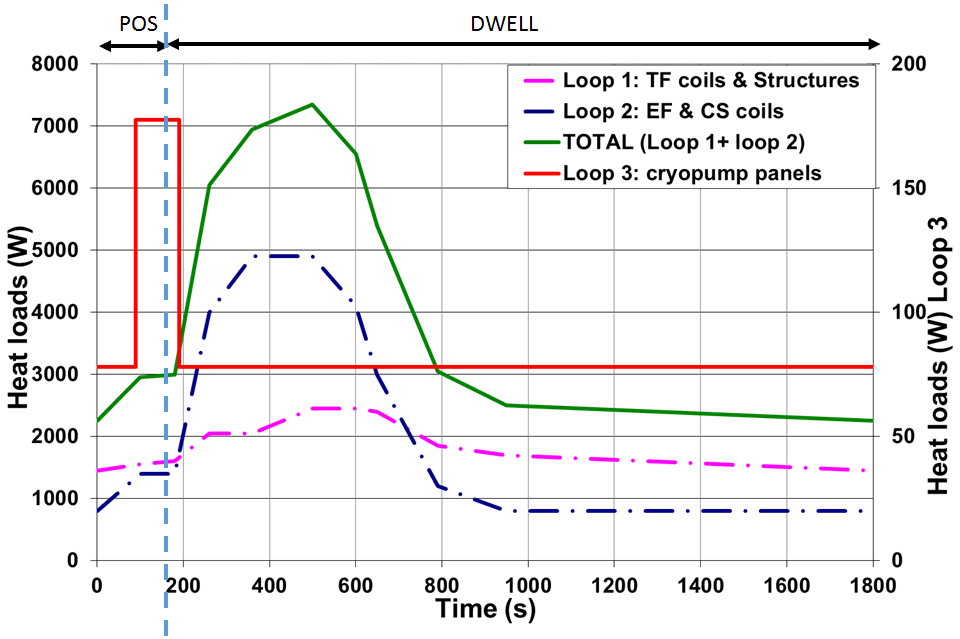 POS
DWELL
8000
7000
6000
5000
4000
3000
2000
1000
0
Heat loads (W)
Loop 1: TF coils & Structures
Loop 2: EF & CS coils
TOTAL (Loop 1+ loop 2)
Loop 3: cryopump panels
200
150
100
50
0
Heat loads (W) Loop 3
0 200 400 600 800 1000 1200 1400 1600 1800
Time (s)